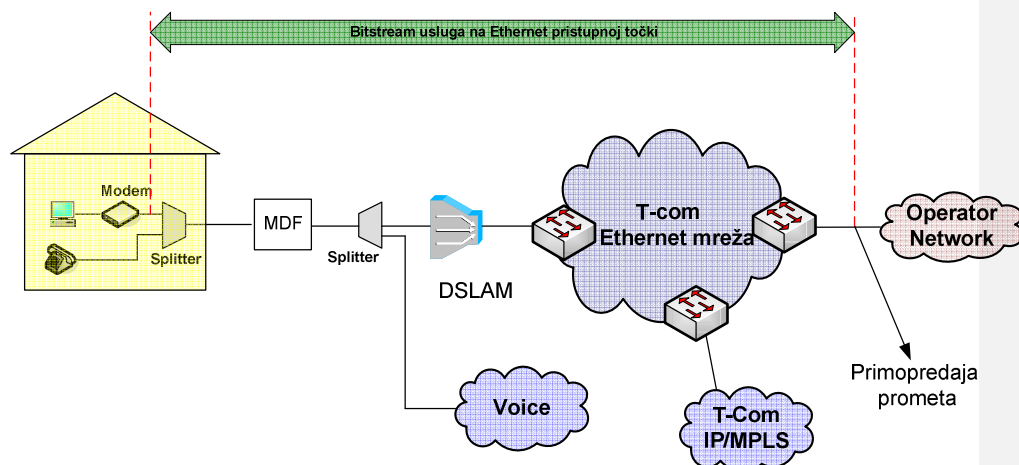 Bitstream usluga na Ethernet pristupnoj točki
Modem
Splitter
MDF
Splitter
DSLAM
T-com
Ethernet mreža
Operator
Network
Primopredaja
prometa
Voice
T-Com
IP/MPLS